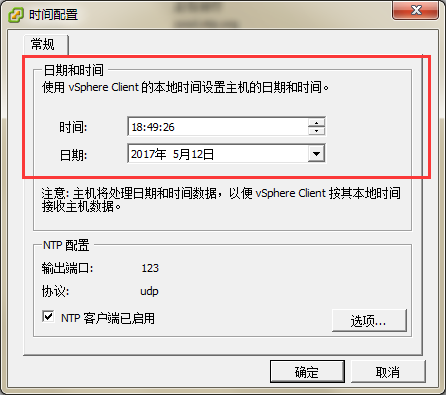 时间配置
常规
日期和时间
使用 vSphere Client 的本地时间设置主机的日期和时间。
时间: 18:49:26
日期: 2017年 5月12日
注意: 主机将处理日期和时间数据，以便 vSphere Client 按其本地时间
接收主机数据。
NTP 配置
输出端口: 123
协议: udp
NTP 客户端已启用
选项...
确定 取消